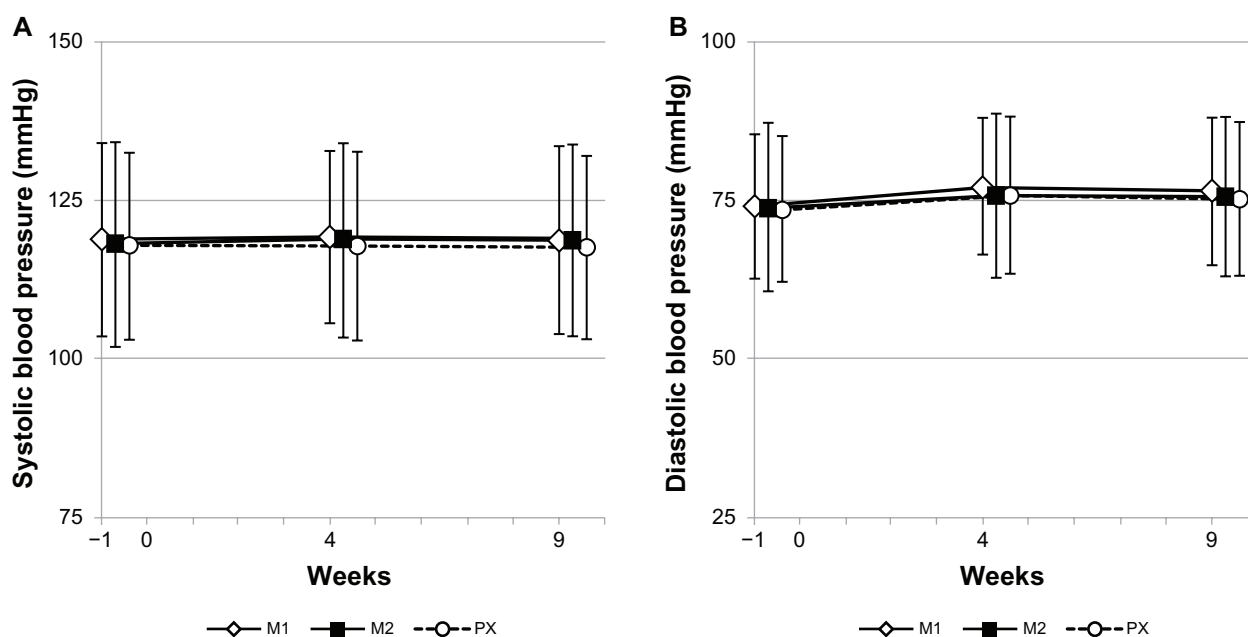 A
Systolic blood pressure (mmHg)
150
125
100
75
−1 0 4 9
Weeks
M1 M2 PX
B
Diastolic blood pressure (mmHg)
100
75
50
25
−1 0 4 9
Weeks
M1 M2 PX